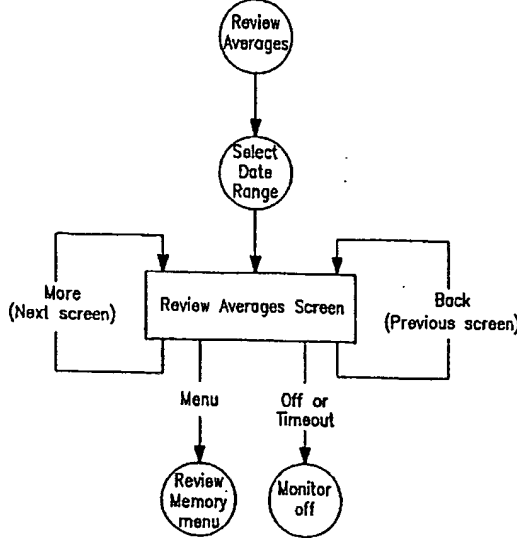 Review
Averages
Select
Date
Range
More
(Next screen)
Review Averages Screen
Back
(Previous screen)
Menu
Off or
Timeout
Review
Memory
menu
Monitor
off